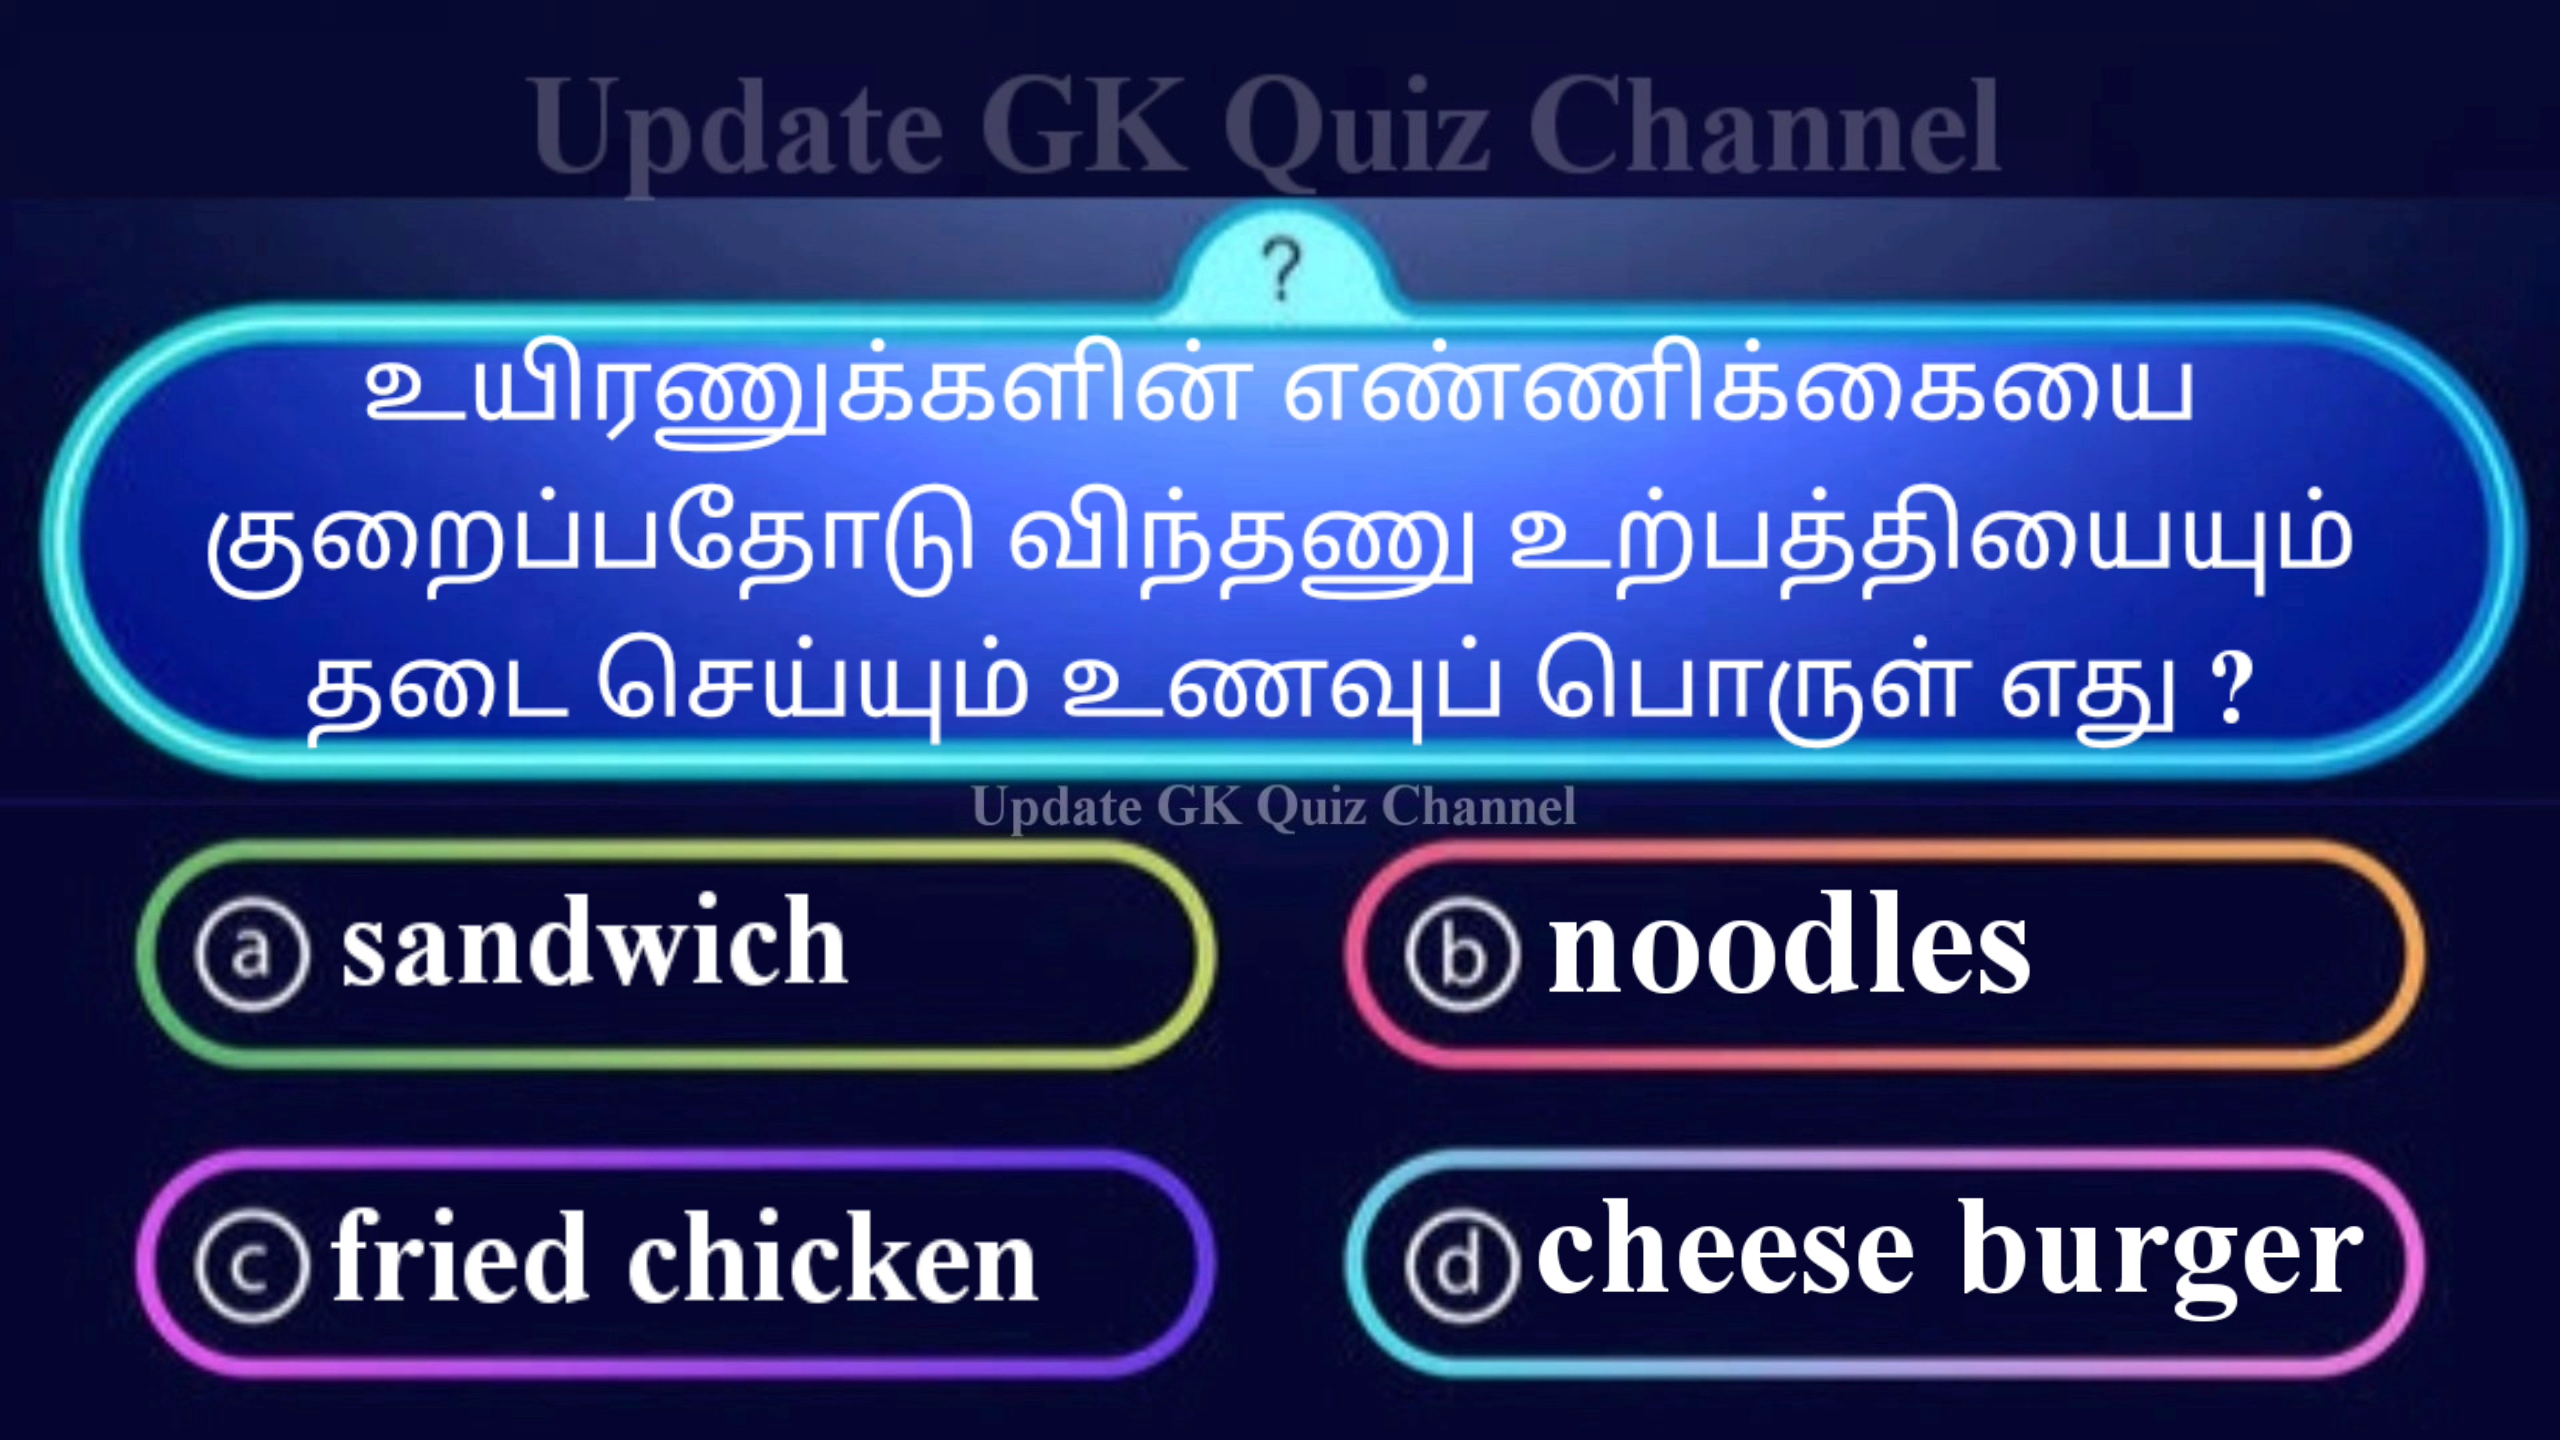 Update GK Quiz Channel
?
உயிரணுக்களின் எண்ணிக்கையை
குறைப்பதோடு விந்தணு உற்பத்தியையும்
தடை செய்யும் உணவுப் பொருள் எது ?
Update GK Quiz Channel
a sandwich
b noodles
c fried chicken
d cheese burger